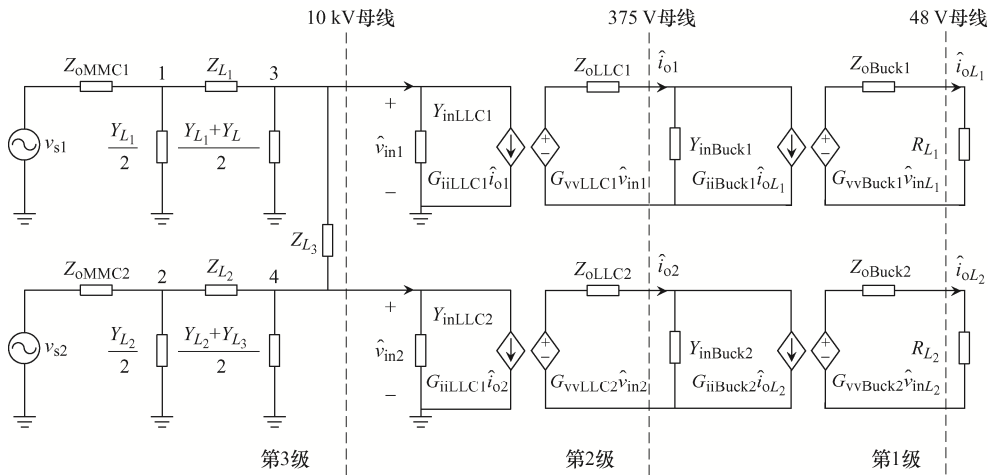 10 kV母线 375 V母线 48 V母线
Z_oMMC1 1 Z_L₁ 3 Z_oLLC1 î_o1 Z_oBuck1 î_oL₁
+ Y_inLLC1
v_s1 Y_L₁/2 (Y_L₁+Y_L)/2 v̂_in1 Y_inBuck1 R_L₁
− G_iiLLC1 î_o1 G_vvLLC1 v̂_in1 G_iiBuck1 î_oL₁ G_vvBuck1 v̂_inL₁
Z_L₃
Z_oMMC2 2 Z_L₂ 4 Z_oLLC2 î_o2 Z_oBuck2 î_oL₂
+ Y_inLLC2
v_s2 Y_L₂/2 (Y_L₂+Y_L₃)/2 v̂_in2 Y_inBuck2 R_L₂
− G_iiLLC1 î_o2 G_vvLLC2 v̂_in2 G_iiBuck2 î_oL₂ G_vvBuck2 v̂_inL₂
第3级 第2级 第1级